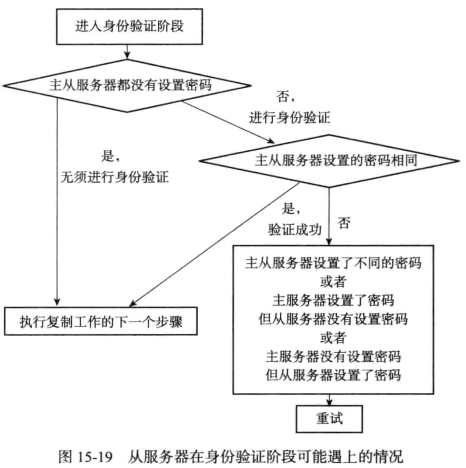 进入身份验证阶段
主从服务器都没有设置密码
否，
进行身份验证
主从服务器设置的密码相同
是，
无须进行身份验证
是，
验证成功
否
主从服务器设置了不同的密码
或者
主服务器设置了密码
但从服务器没有设置密码
或者
主服务器没有设置密码
但从服务器设置了密码
执行复制工作的下一个步骤
重试
图 15-19 从服务器在身份验证阶段可能遇上的情况